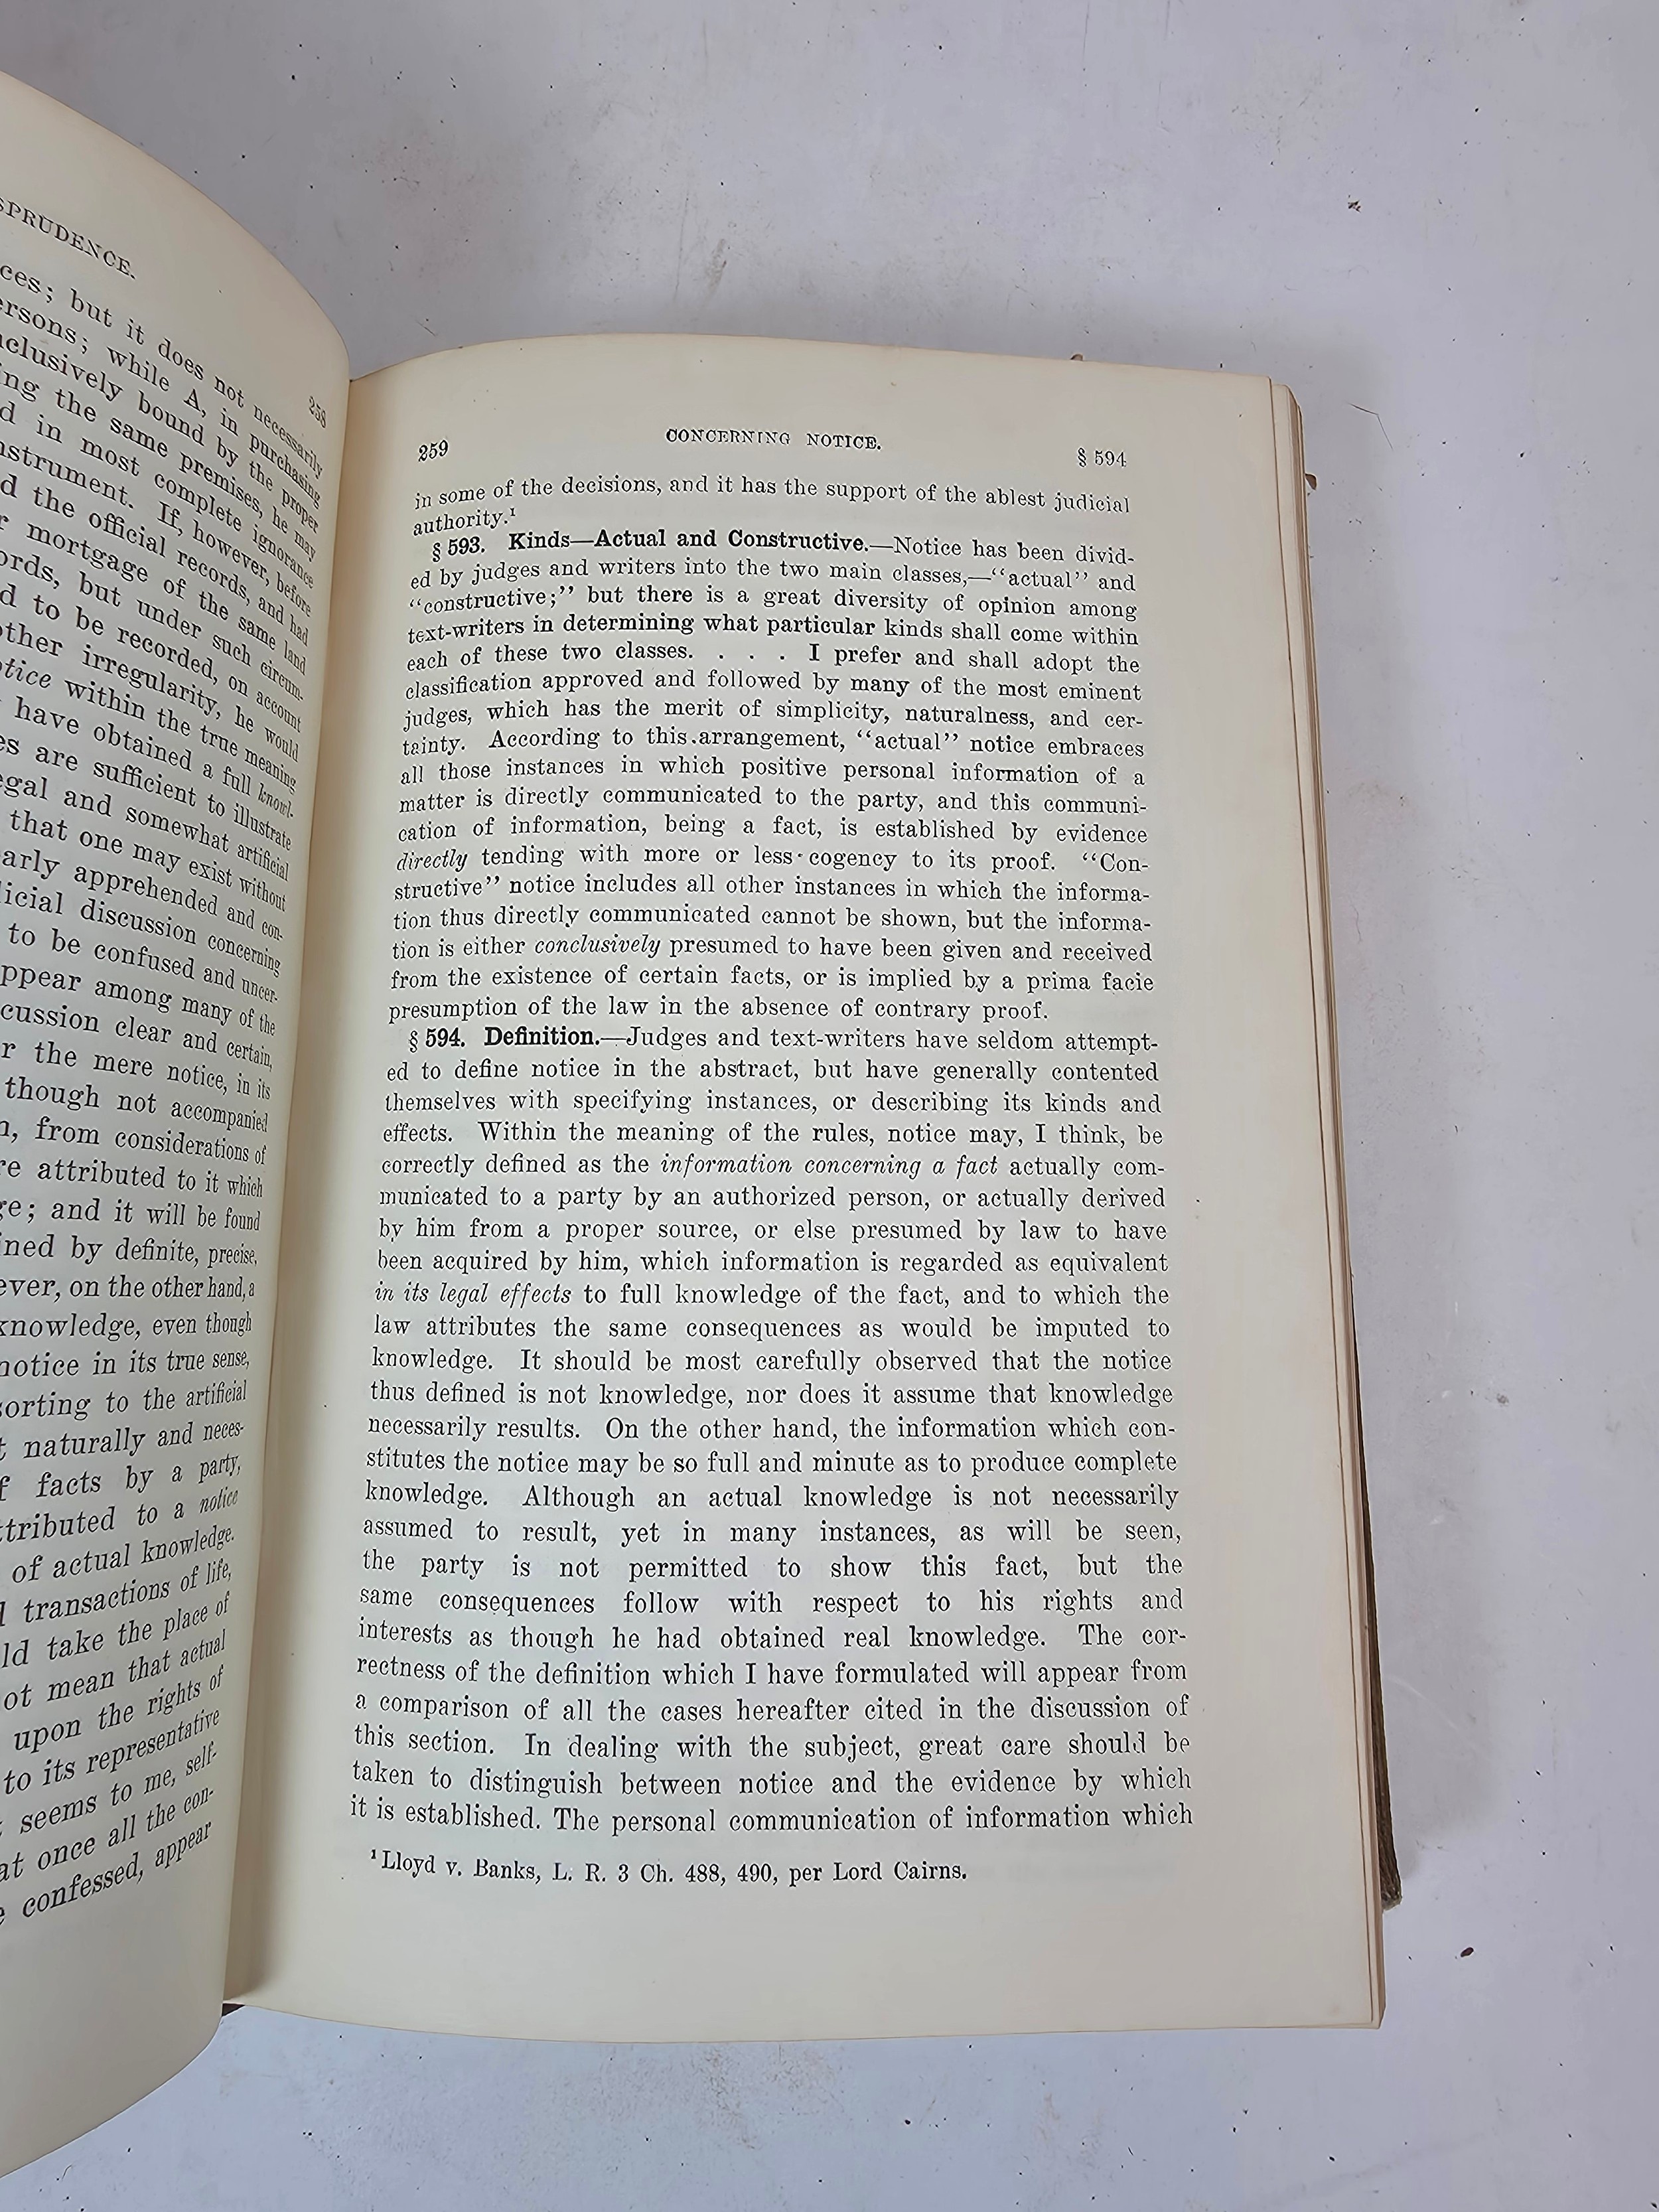 SPRUDENCE.
258
ces; but it does not necessarily
ersons; while A, in purchasing
nclusively bound by the proper
ing the same premises, he may
d in most complete ignorance
nstrument. If, however, before
d the official records, and had
r mortgage of the same land
ords, but under such circum-
d to be recorded, on account
other irregularity, he would
otice within the true meaning
have obtained a full knowl-
es are sufficient to illustrate
egal and somewhat artificial
that one may exist without
arly apprehended and con-
licial discussion concerning
to be confused and uncer-
ppear among many of the
cussion clear and certain,
r the mere notice, in its
though not accompanied
n, from considerations of
re attributed to it which
ge; and it will be found
ined by definite, precise,
ever, on the other hand, a
knowledge, even though
notice in its true sense,
sorting to the artificial
t naturally and neces-
f facts by a party,
ttributed to a notice
of actual knowledge.
l transactions of life,
ld take the place of
ot mean that actual
upon the rights of
to its representative
t seems to me, self-
at once all the con-
e confessed, appear
259 CONCERNING NOTICE. § 594
in some of the decisions, and it has the support of the ablest judicial
authority.¹
§ 593. Kinds—Actual and Constructive.—Notice has been divid-
ed by judges and writers into the two main classes,—“actual” and
“constructive;” but there is a great diversity of opinion among
text-writers in determining what particular kinds shall come within
each of these two classes. . . . I prefer and shall adopt the
classification approved and followed by many of the most eminent
judges, which has the merit of simplicity, naturalness, and cer-
tainty. According to this arrangement, “actual” notice embraces
all those instances in which positive personal information of a
matter is directly communicated to the party, and this communi-
cation of information, being a fact, is established by evidence
directly tending with more or less cogency to its proof. “Con-
structive” notice includes all other instances in which the informa-
tion thus directly communicated cannot be shown, but the informa-
tion is either conclusively presumed to have been given and received
from the existence of certain facts, or is implied by a prima facie
presumption of the law in the absence of contrary proof.
§ 594. Definition.—Judges and text-writers have seldom attempt-
ed to define notice in the abstract, but have generally contented
themselves with specifying instances, or describing its kinds and
effects. Within the meaning of the rules, notice may, I think, be
correctly defined as the information concerning a fact actually com-
municated to a party by an authorized person, or actually derived
by him from a proper source, or else presumed by law to have
been acquired by him, which information is regarded as equivalent
in its legal effects to full knowledge of the fact, and to which the
law attributes the same consequences as would be imputed to
knowledge. It should be most carefully observed that the notice
thus defined is not knowledge, nor does it assume that knowledge
necessarily results. On the other hand, the information which con-
stitutes the notice may be so full and minute as to produce complete
knowledge. Although an actual knowledge is not necessarily
assumed to result, yet in many instances, as will be seen,
the party is not permitted to show this fact, but the
same consequences follow with respect to his rights and
interests as though he had obtained real knowledge. The cor-
rectness of the definition which I have formulated will appear from
a comparison of all the cases hereafter cited in the discussion of
this section. In dealing with the subject, great care should be
taken to distinguish between notice and the evidence by which
it is established. The personal communication of information which
¹ Lloyd v. Banks, L. R. 3 Ch. 488, 490, per Lord Cairns.